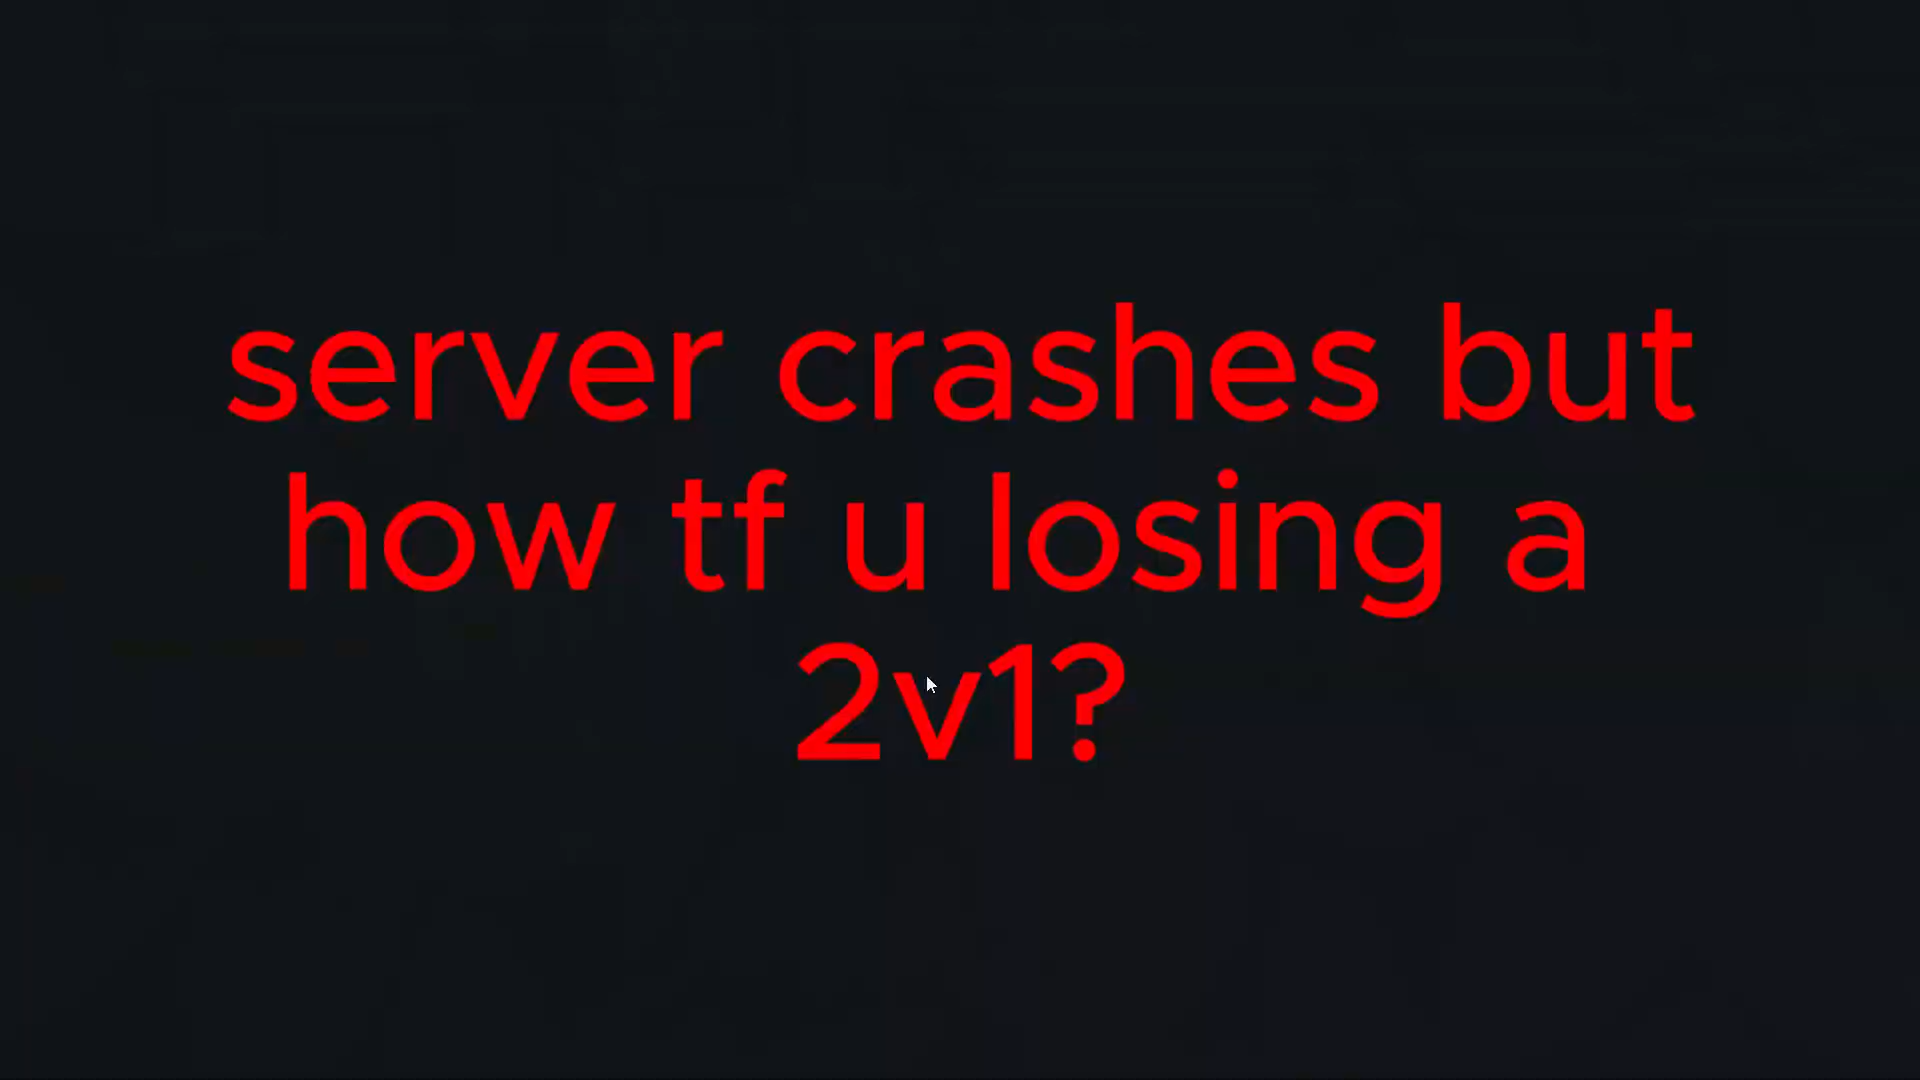 server crashes but
how tf u losing a
2v1?